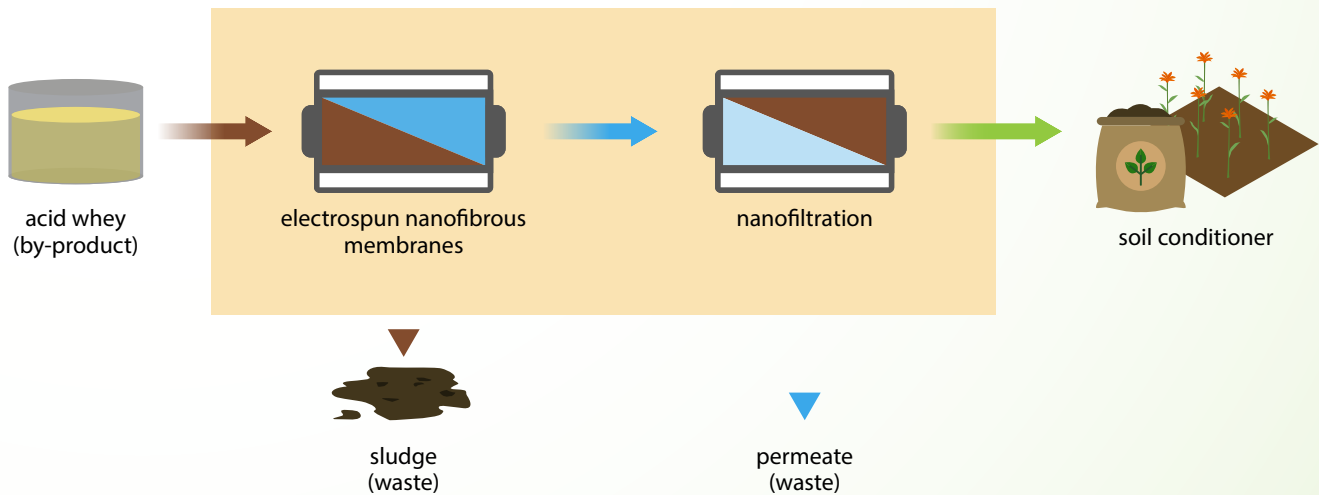 acid whey
(by-product)
electrospun nanofibrous
membranes
nanofiltration
soil conditioner
sludge
(waste)
permeate
(waste)